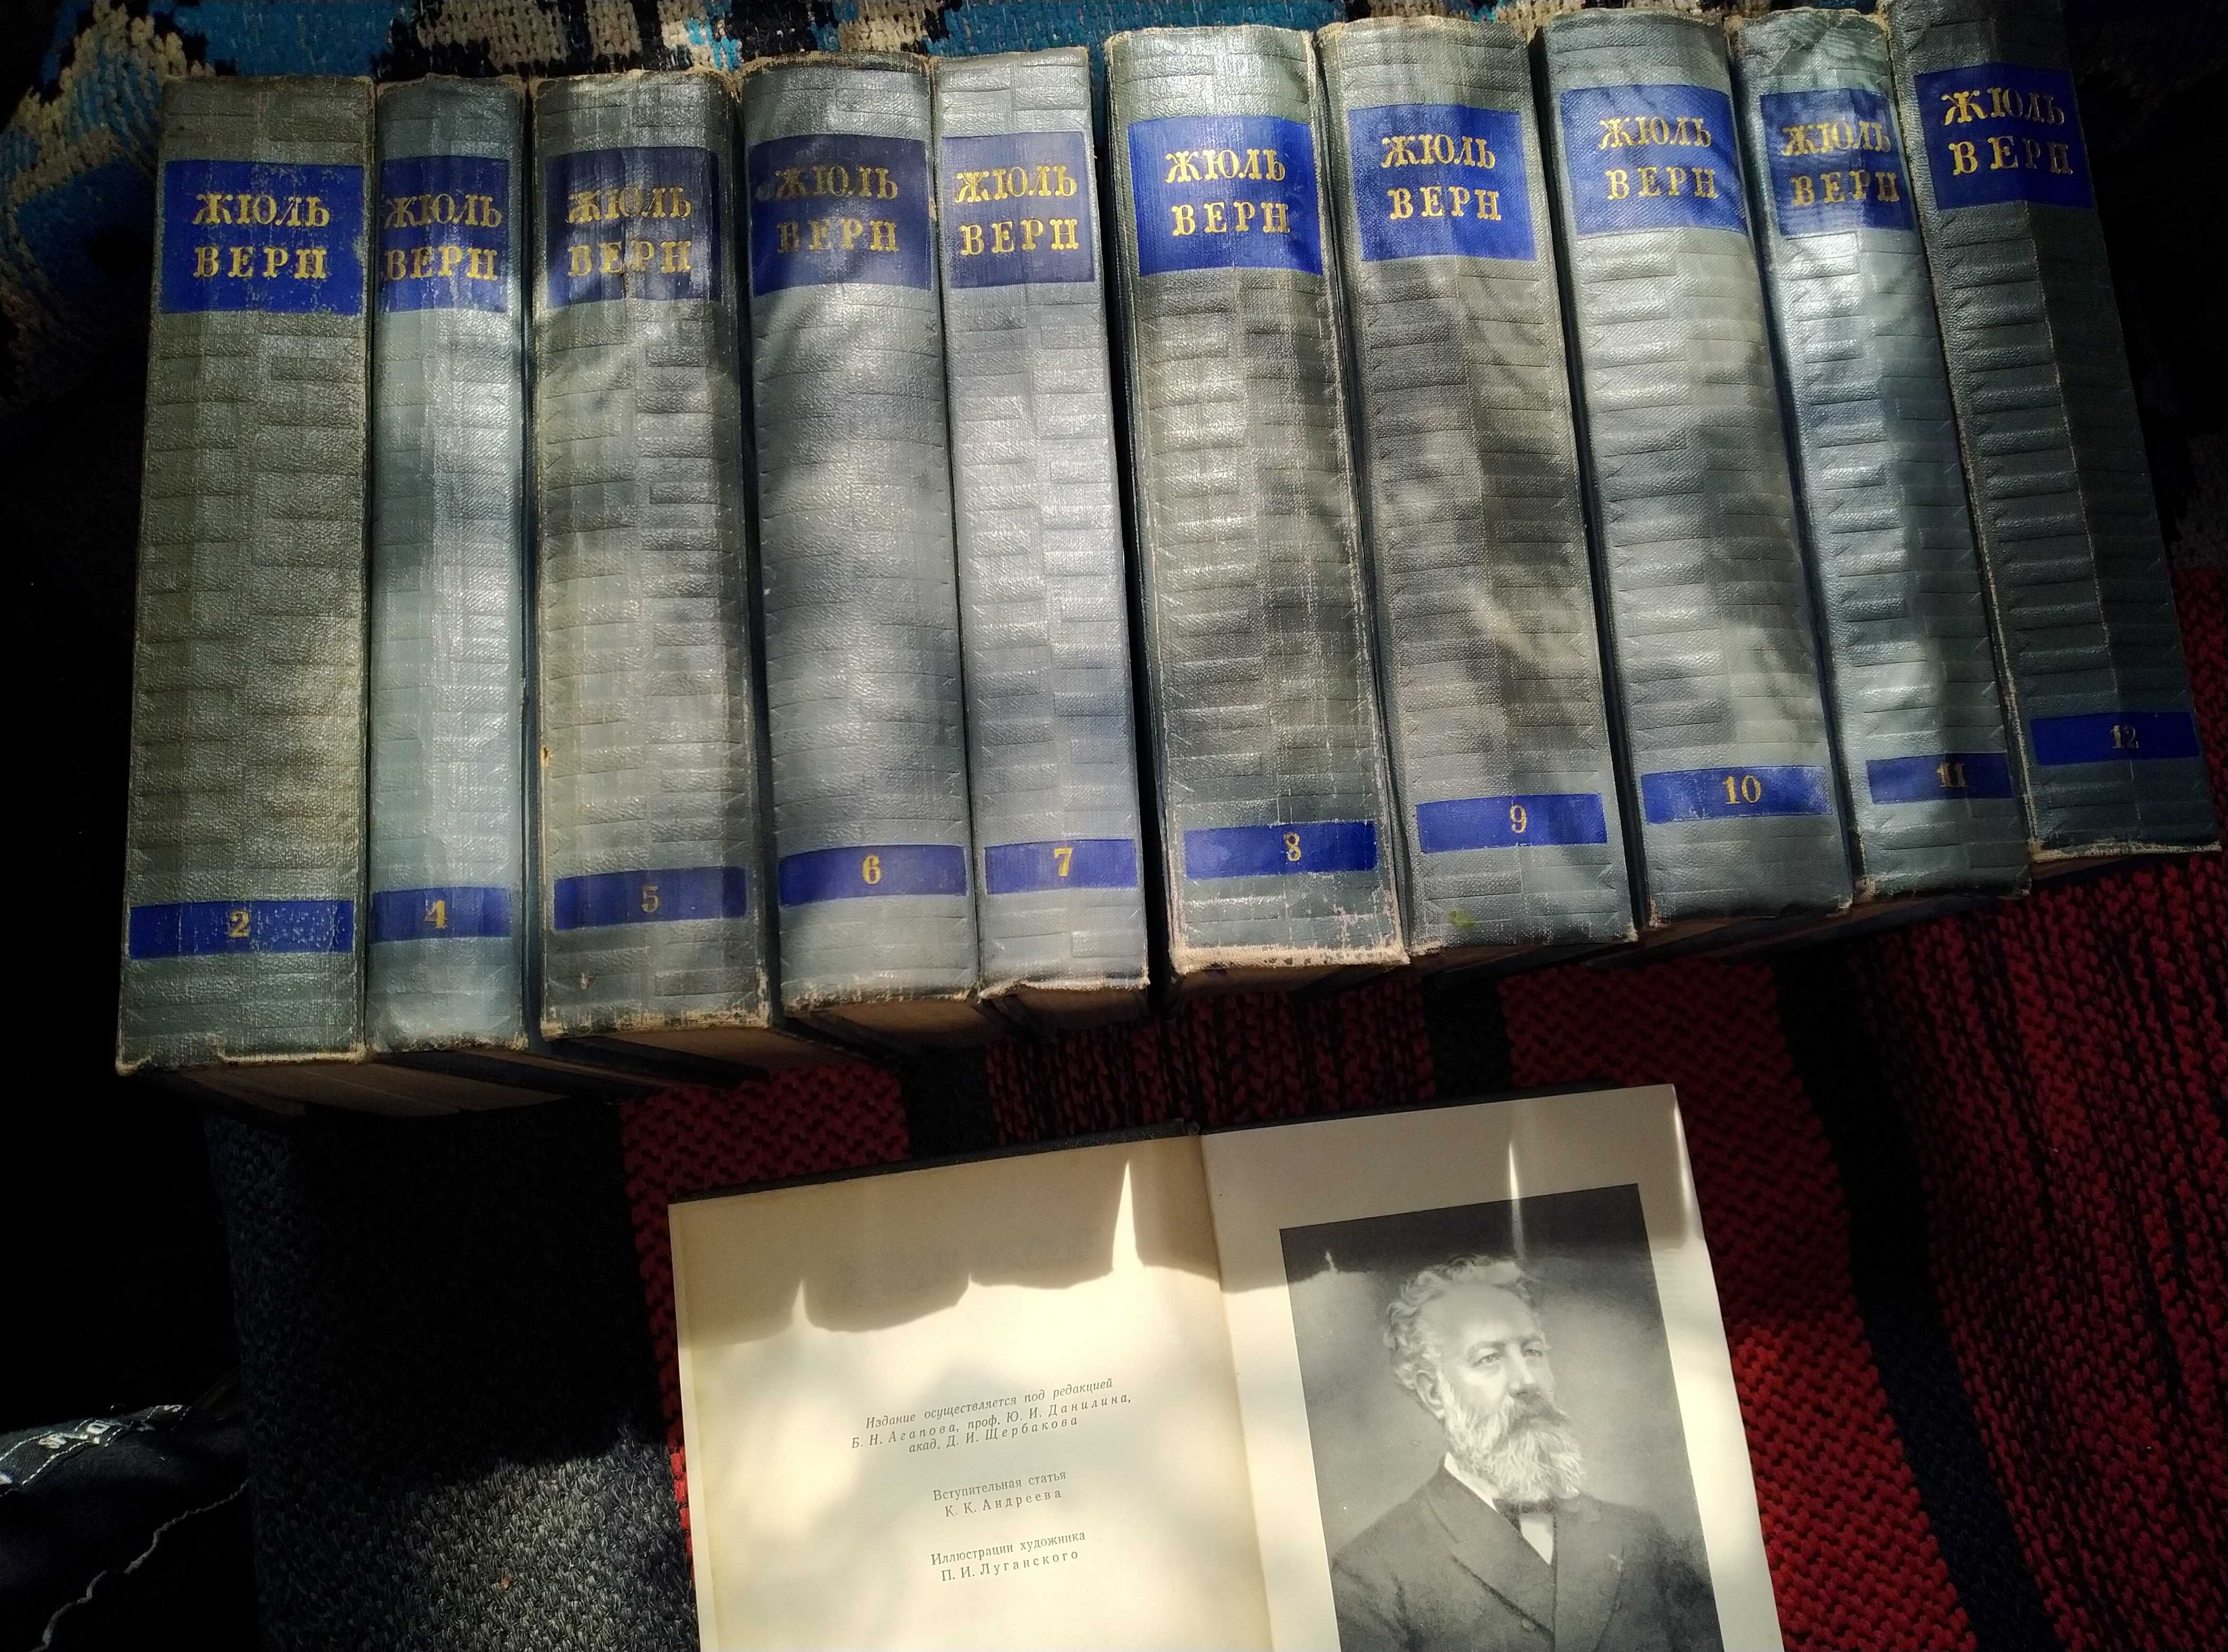 ЖЮЛЬ
ВЕРН
2
ЖЮЛЬ
ВЕРН
4
ЖЮЛЬ
ВЕРН
5
ЖЮЛЬ
ВЕРН
6
ЖЮЛЬ
ВЕРН
7
ЖЮЛЬ
ВЕРН
8
ЖЮЛЬ
ВЕРН
9
ЖЮЛЬ
ВЕРН
10
ЖЮЛЬ
ВЕРН
11
ЖЮЛЬ
ВЕРН
12
Издание осуществляется под редакцией
Б. Н. Агапова, проф. Ю. И. Данилина,
акад. Д. И. Щербакова
Вступительная статья
К. К. Андреева
Иллюстрации художника
П. И. Луганского